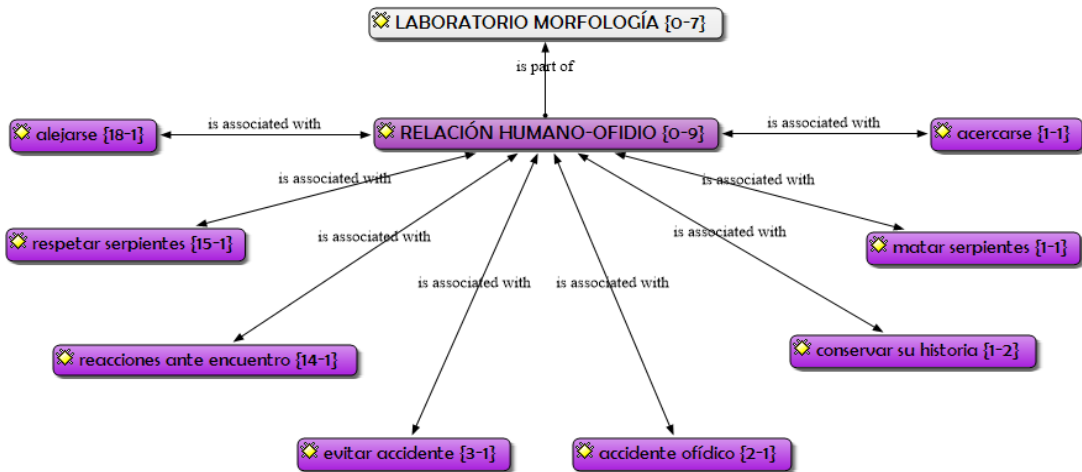 LABORATORIO MORFOLOGÍA {0-7}
is part of
alejarse {18-1}
is associated with
RELACIÓN HUMANO-OFIDIO {0-9}
is associated with
acercarse {1-1}
is associated with
is associated with
respetar serpientes {15-1}
is associated with
is associated with
matar serpientes {1-1}
is associated with
is associated with
reacciones ante encuentro {14-1}
conservar su historia {1-2}
evitar accidente {3-1}
accidente ofídico {2-1}